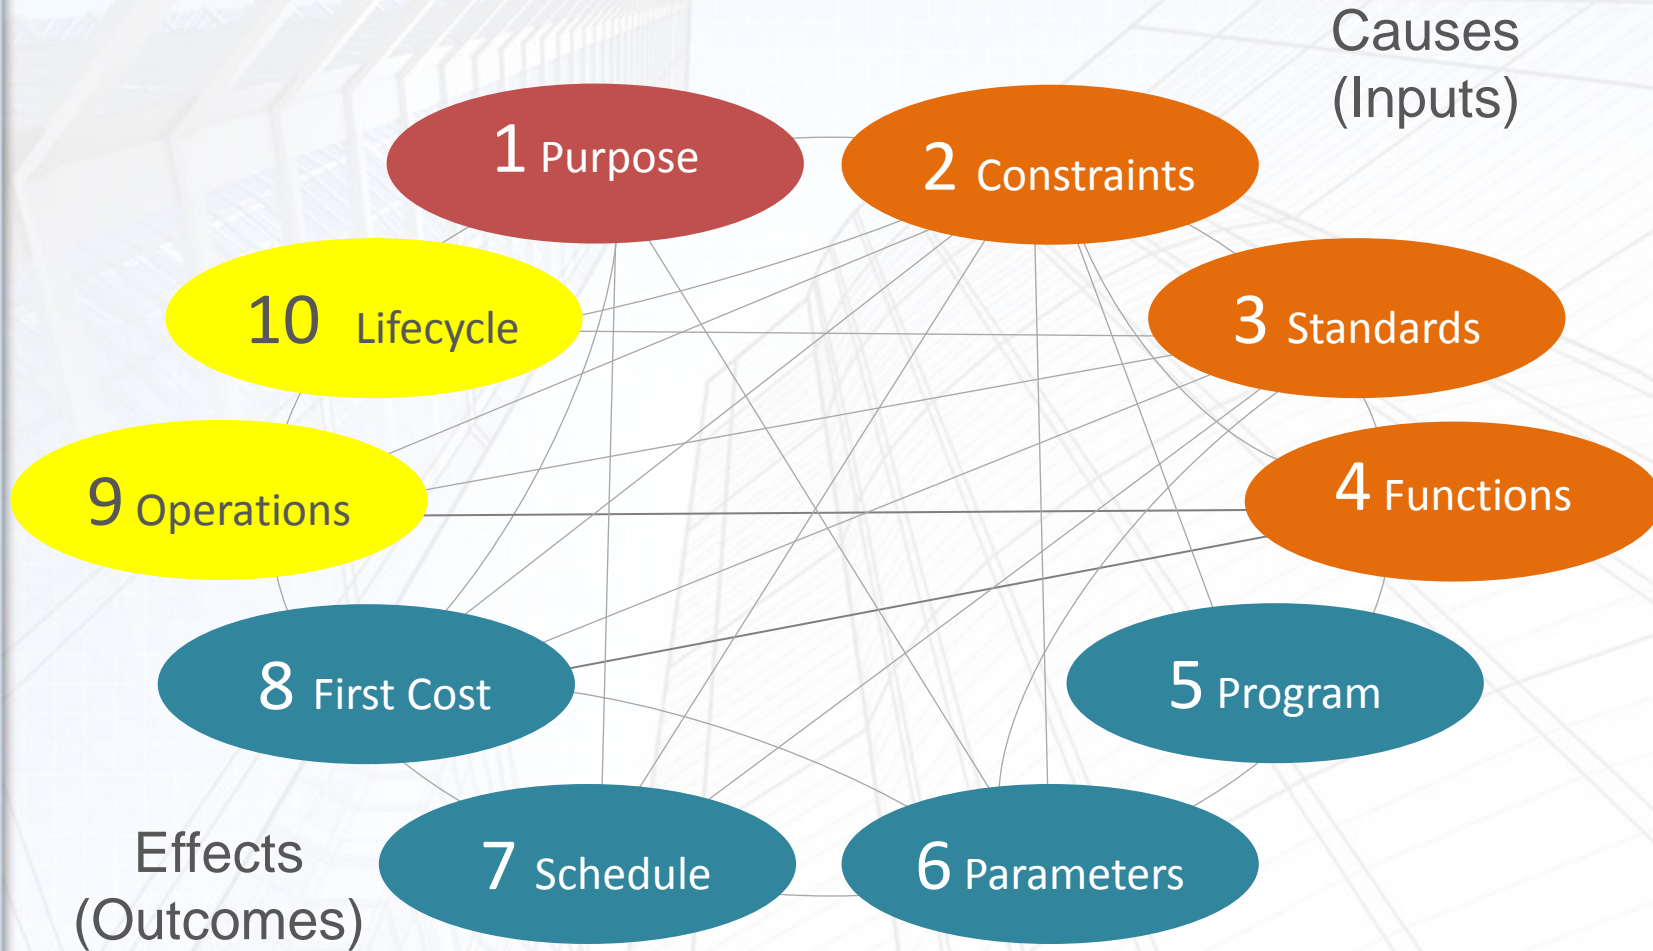 Causes
(Inputs)
1 Purpose
2 Constraints
10 Lifecycle
3 Standards
9 Operations
4 Functions
8 First Cost
5 Program
7 Schedule
6 Parameters
Effects
(Outcomes)